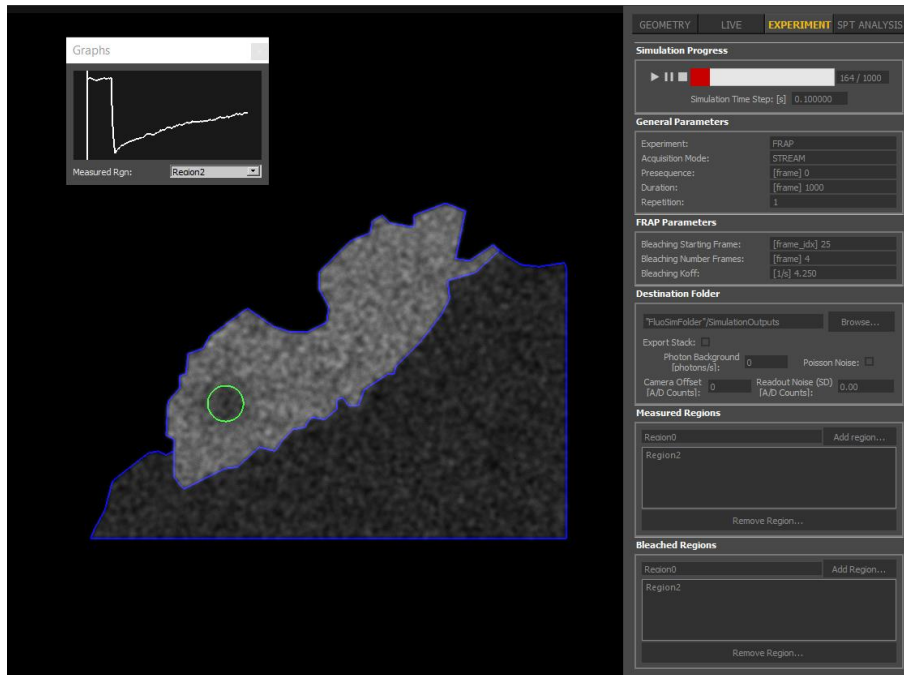 Graphs
Measured Rgn: Region2
GEOMETRY LIVE EXPERIMENT SPT ANALYSIS
Simulation Progress
164 / 1000
Simulation Time Step: [s] 0.100000
General Parameters
Experiment: FRAP
Acquisition Mode: STREAM
Presequence: [frame] 0
Duration: [frame] 1000
Repetition: 1
FRAP Parameters
Bleaching Starting Frame: [frame_idx] 25
Bleaching Number Frames: [frame] 4
Bleaching Koff: [1/s] 4.250
Destination Folder
"FluoSimFolder"/SimulationOutputs Browse...
Export Stack:
Photon Background [photons/s]: 0 Poisson Noise:
Camera Offset [A/D Counts]: 0 Readout Noise (SD) [A/D Counts]: 0.00
Measured Regions
Region0 Add region...
Region2
Remove Region...
Bleached Regions
Region0 Add Region...
Region2
Remove Region...